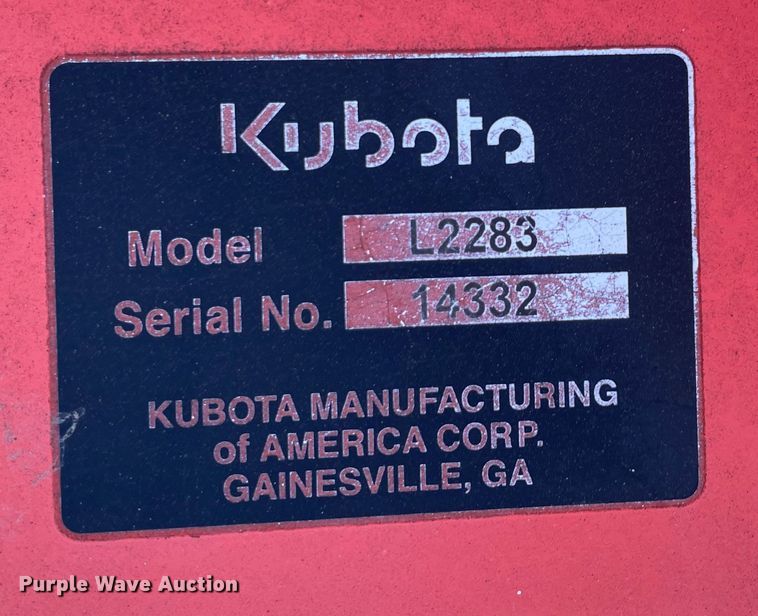 Kubota
Model L2283
Serial No. 14332
KUBOTA MANUFACTURING
of AMERICA CORP.
GAINESVILLE, GA
Purple Wave Auction